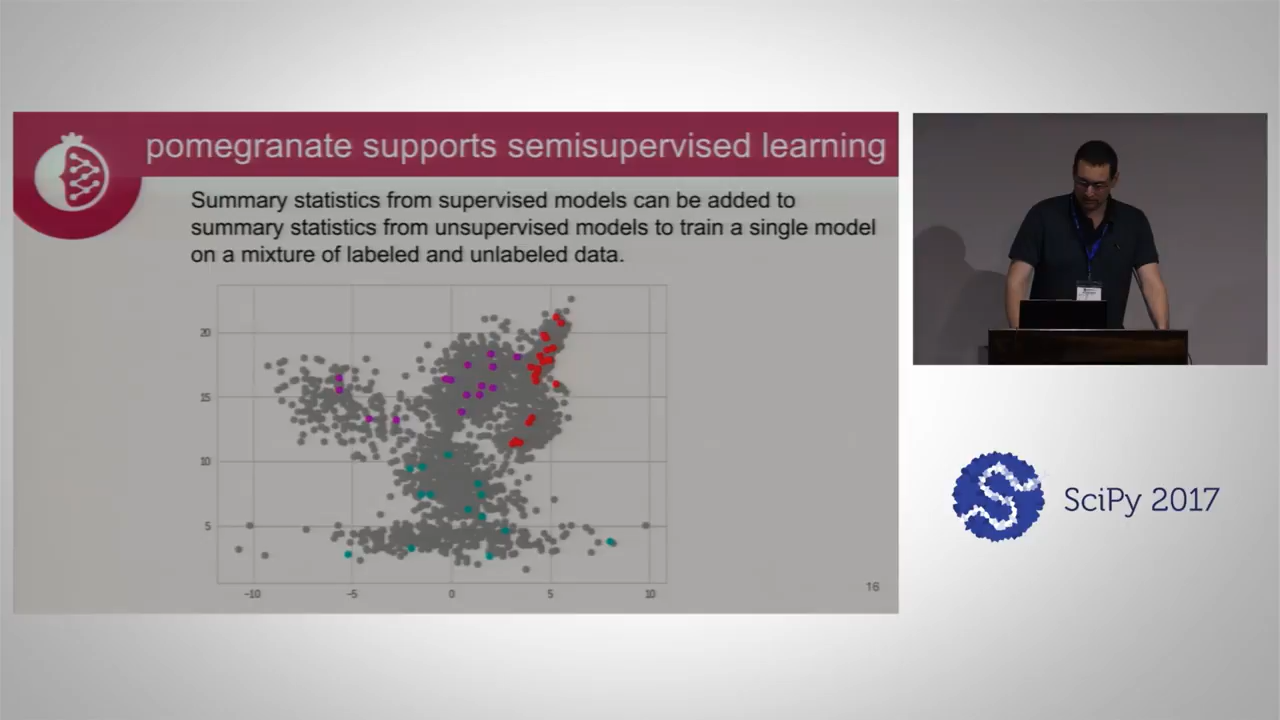 pomegranate supports semisupervised learning
Summary statistics from supervised models can be added to
summary statistics from unsupervised models to train a single model
on a mixture of labeled and unlabeled data.
20
15
10
5
-10
-5
0
5
10
16
SciPy 2017